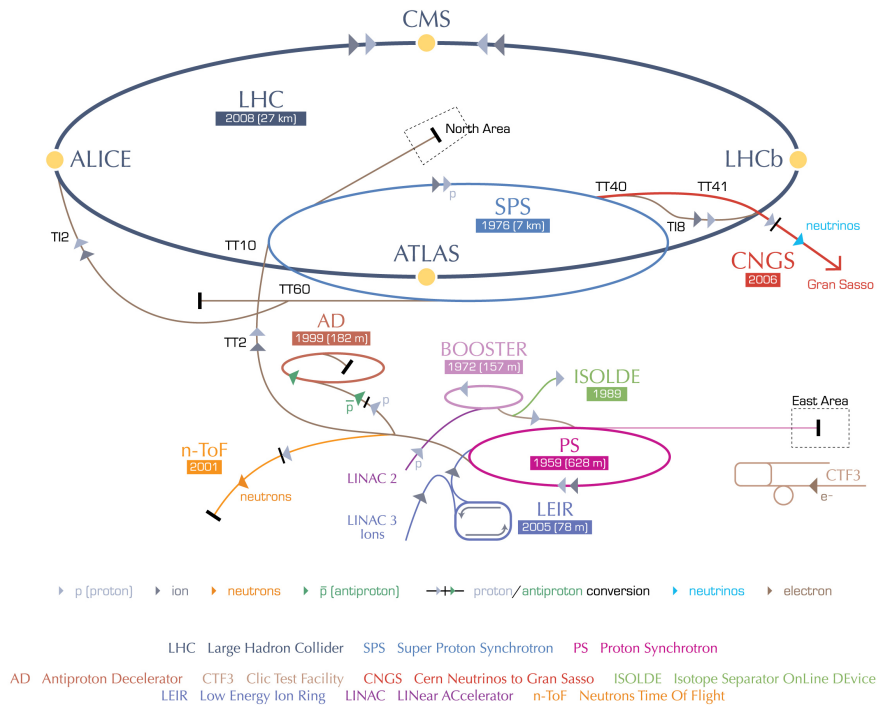 CMS
LHC
2008 (27 km)
North Area
ALICE
LHCb
TT40
TT41
p
SPS
1976 (7 km)
TI8
neutrinos
TI2
TT10
ATLAS
CNGS
2006
Gran Sasso
TT60
AD
1999 (182 m)
TT2
BOOSTER
1972 (157 m)
ISOLDE
1989
p̅
p
East Area
n-ToF
2001
p
PS
1959 (628 m)
LINAC 2
neutrons
CTF3
e-
LEIR
2005 (78 m)
LINAC 3
Ions
p (proton)
ion
neutrons
p̅ (antiproton)
proton/antiproton conversion
neutrinos
electron
LHC Large Hadron Collider SPS Super Proton Synchrotron PS Proton Synchrotron
AD Antiproton Decelerator CTF3 Clic Test Facility CNGS Cern Neutrinos to Gran Sasso ISOLDE Isotope Separator OnLine DEvice
LEIR Low Energy Ion Ring LINAC LINear ACcelerator n-ToF Neutrons Time Of Flight